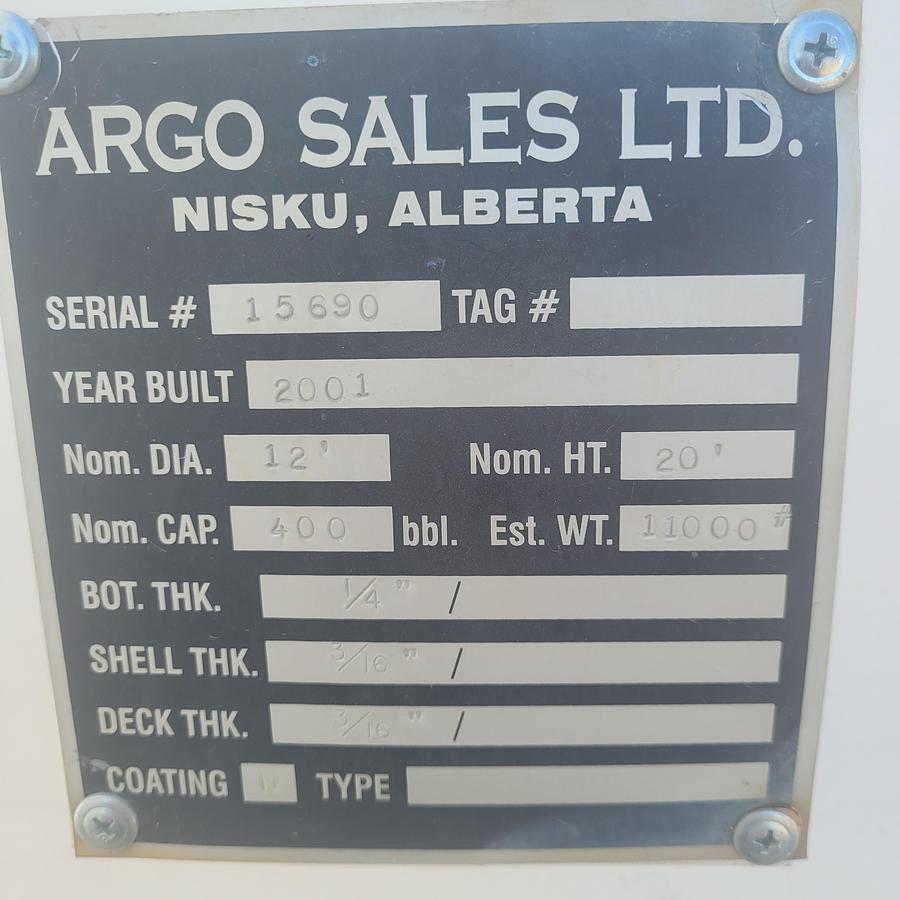 ARGO SALES LTD.
NISKU, ALBERTA
SERIAL # 15690 TAG #
YEAR BUILT 2001
Nom. DIA. 12' Nom. HT. 20'
Nom. CAP. 400 bbl. Est. WT. 11000#
BOT. THK. 1/4" /
SHELL THK. 3/16" /
DECK THK. 3/16" /
COATING N TYPE